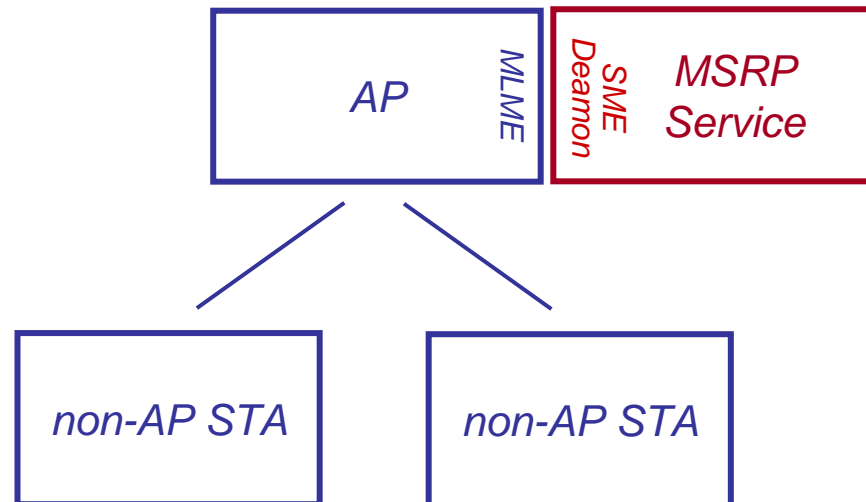 AP
MLME
SME
Deamon
MSRP
Service
non-AP STA
non-AP STA